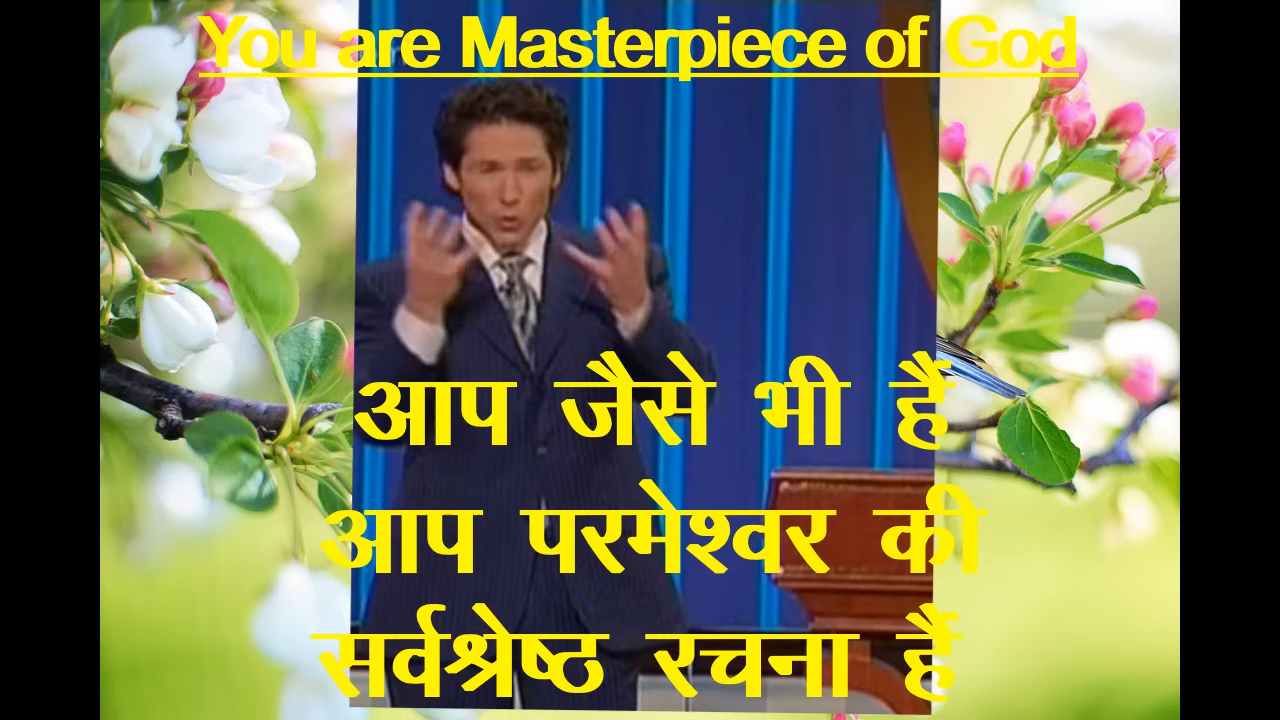 You are Masterpiece of God
आप जैसे भी हैं
आप परमेश्वर की
सर्वश्रेष्ठ रचना हैं